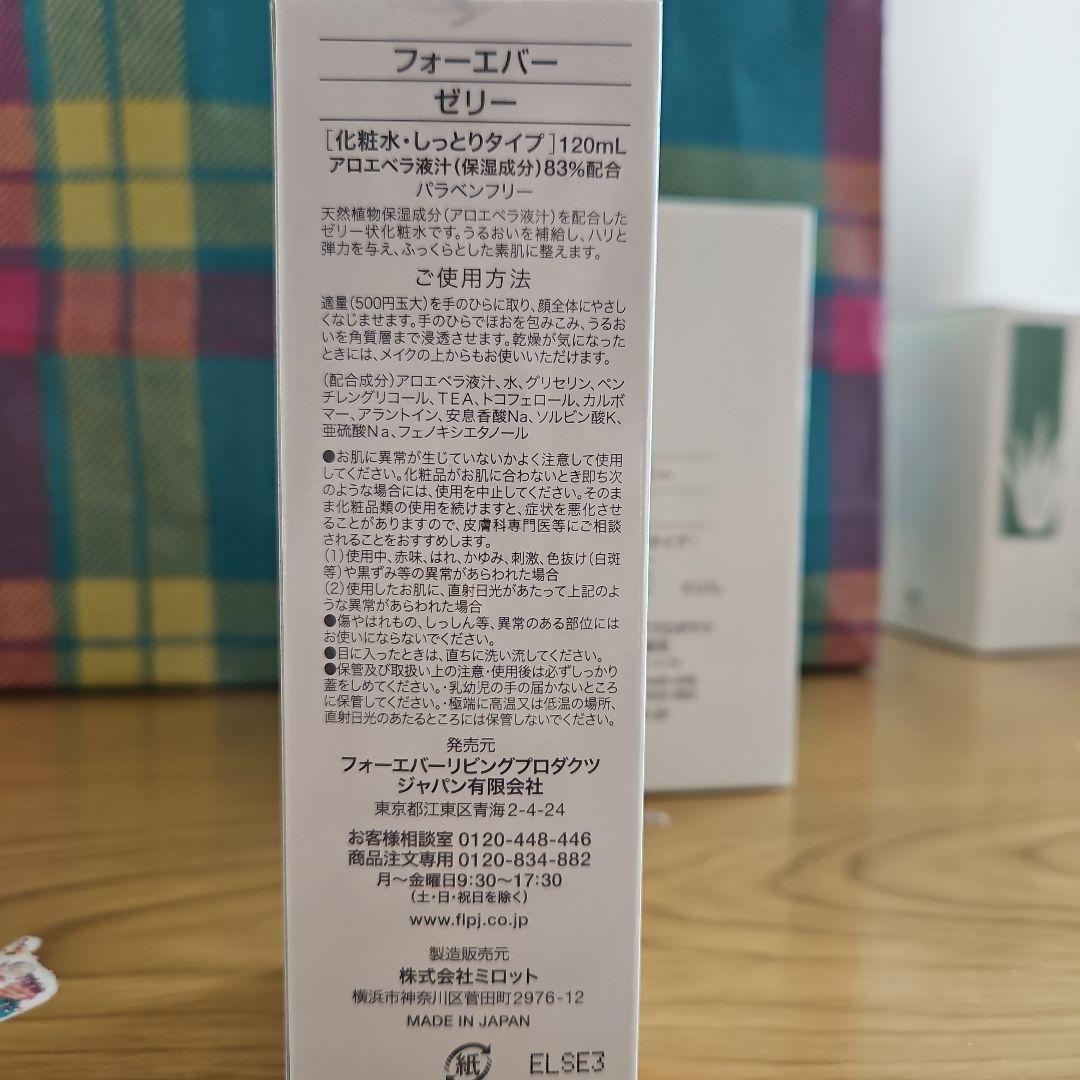 フォーエバー
ゼリー
[化粧水・しっとりタイプ]120mL
アロエベラ液汁(保湿成分)83%配合
パラベンフリー
天然植物保湿成分(アロエベラ液汁)を配合した
ゼリー状化粧水です。うるおいを補給し、ハリと
弾力を与え、ふっくらとした素肌に整えます。
ご使用方法
適量(500円玉大)を手のひらに取り、顔全体にやさし
くなじませます。手のひらでほおを包みこみ、うるお
いを角質層まで浸透させます。乾燥が気になった
ときには、メイクの上からもお使いいただけます。
(配合成分)アロエベラ液汁、水、グリセリン、ペン
チレングリコール、TEA、トコフェロール、カルボ
マー、アラントイン、安息香酸Na、ソルビン酸K、
亜硫酸Na、フェノキシエタノール
●お肌に異常が生じていないかよく注意して使用
してください。化粧品がお肌に合わないとき即ち次
のような場合には、使用を中止してください。そのま
ま化粧品類の使用を続けますと、症状を悪化させ
ることがありますので、皮膚科専門医等にご相談
されることをおすすめします。
(1)使用中、赤味、はれ、かゆみ、刺激、色抜け(白斑
等)や黒ずみ等の異常があらわれた場合
(2)使用したお肌に、直射日光があたって上記のよ
うな異常があらわれた場合
●傷やはれもの、しっしん等、異常のある部位には
お使いにならないでください。
●目に入ったときは、直ちに洗い流してください。
●保管及び取扱い上の注意・使用後は必ずしっかり
蓋をしめてください。・乳幼児の手の届かないところ
に保管してください。・極端に高温又は低温の場所、
直射日光のあたるところには保管しないでください。
発売元
フォーエバーリビングプロダクツ
ジャパン有限会社
東京都江東区青海2-4-24
お客様相談室 0120-448-446
商品注文専用 0120-834-882
月〜金曜日9:30〜17:30
(土・日・祝日を除く)
www.flpj.co.jp
製造販売元
株式会社ミロット
横浜市神奈川区菅田町2976-12
MADE IN JAPAN
紙 ELSE3